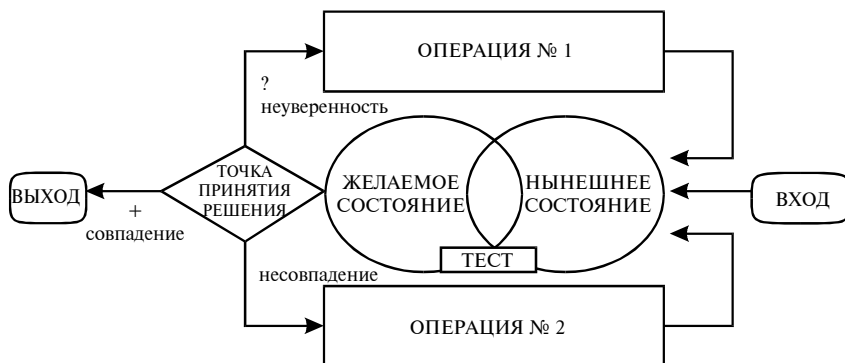 ОПЕРАЦИЯ № 1
?
неуверенность
ТОЧКА
ПРИНЯТИЯ
РЕШЕНИЯ
ВЫХОД
+
совпадение
ЖЕЛАЕМОЕ
СОСТОЯНИЕ
НЫНЕШНЕЕ
СОСТОЯНИЕ
ВХОД
ТЕСТ
несовпадение
ОПЕРАЦИЯ № 2